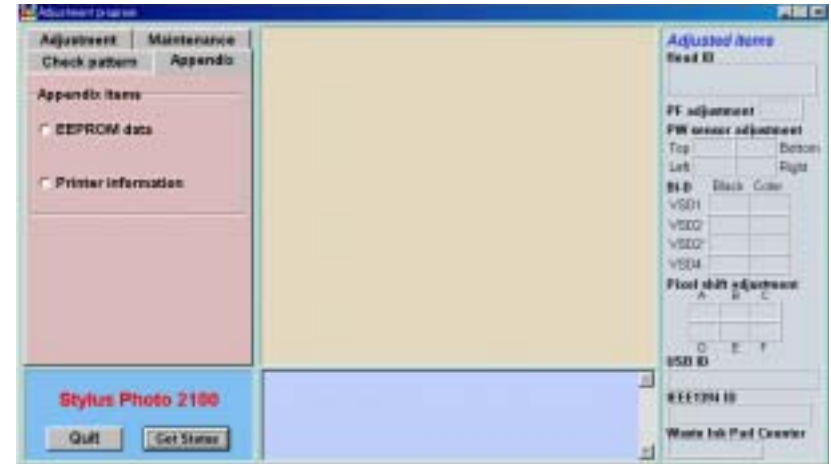 Adjustment program
Adjustment Maintenance
Check pattern Appendix
Appendix items
EEPROM data
Printer information
Stylus Photo 2100
Quit Get Status
Adjusted items
Head ID
PF adjustment
PW sensor adjustment
Top Bottom
Left Right
Bi-D Black Color
VSD1
VSD2
VSD2'
VSD4
Pixel shift adjustment
A B C
D E F
USB ID
IEEE1394 ID
Waste Ink Pad Counter